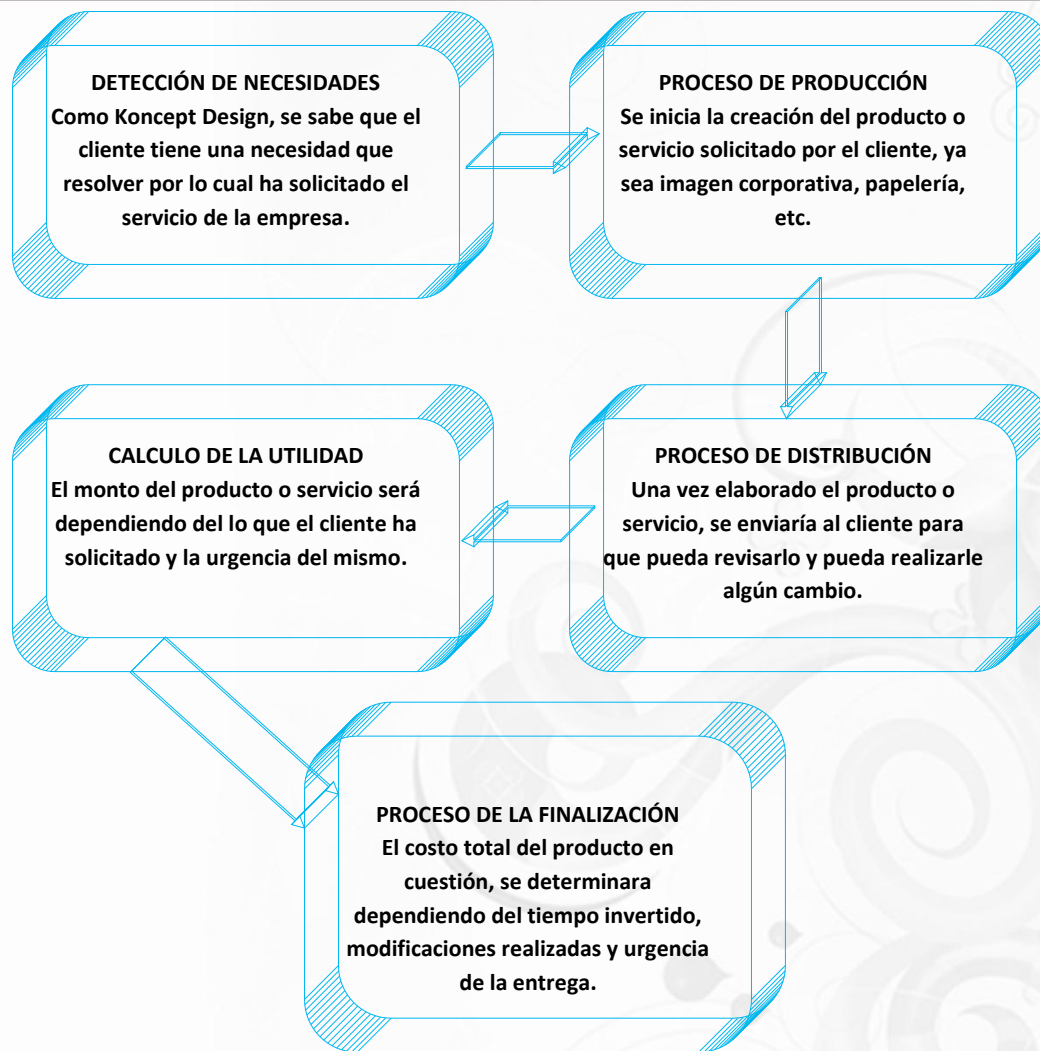 DETECCIÓN DE NECESIDADES
Como Koncept Design, se sabe que el
cliente tiene una necesidad que
resolver por lo cual ha solicitado el
servicio de la empresa.
PROCESO DE PRODUCCIÓN
Se inicia la creación del producto o
servicio solicitado por el cliente, ya
sea imagen corporativa, papelería,
etc.
PROCESO DE DISTRIBUCIÓN
Una vez elaborado el producto o
servicio, se enviaría al cliente para
que pueda revisarlo y pueda realizarle
algún cambio.
CALCULO DE LA UTILIDAD
El monto del producto o servicio será
dependiendo del lo que el cliente ha
solicitado y la urgencia del mismo.
PROCESO DE LA FINALIZACIÓN
El costo total del producto en
cuestión, se determinara
dependiendo del tiempo invertido,
modificaciones realizadas y urgencia
de la entrega.